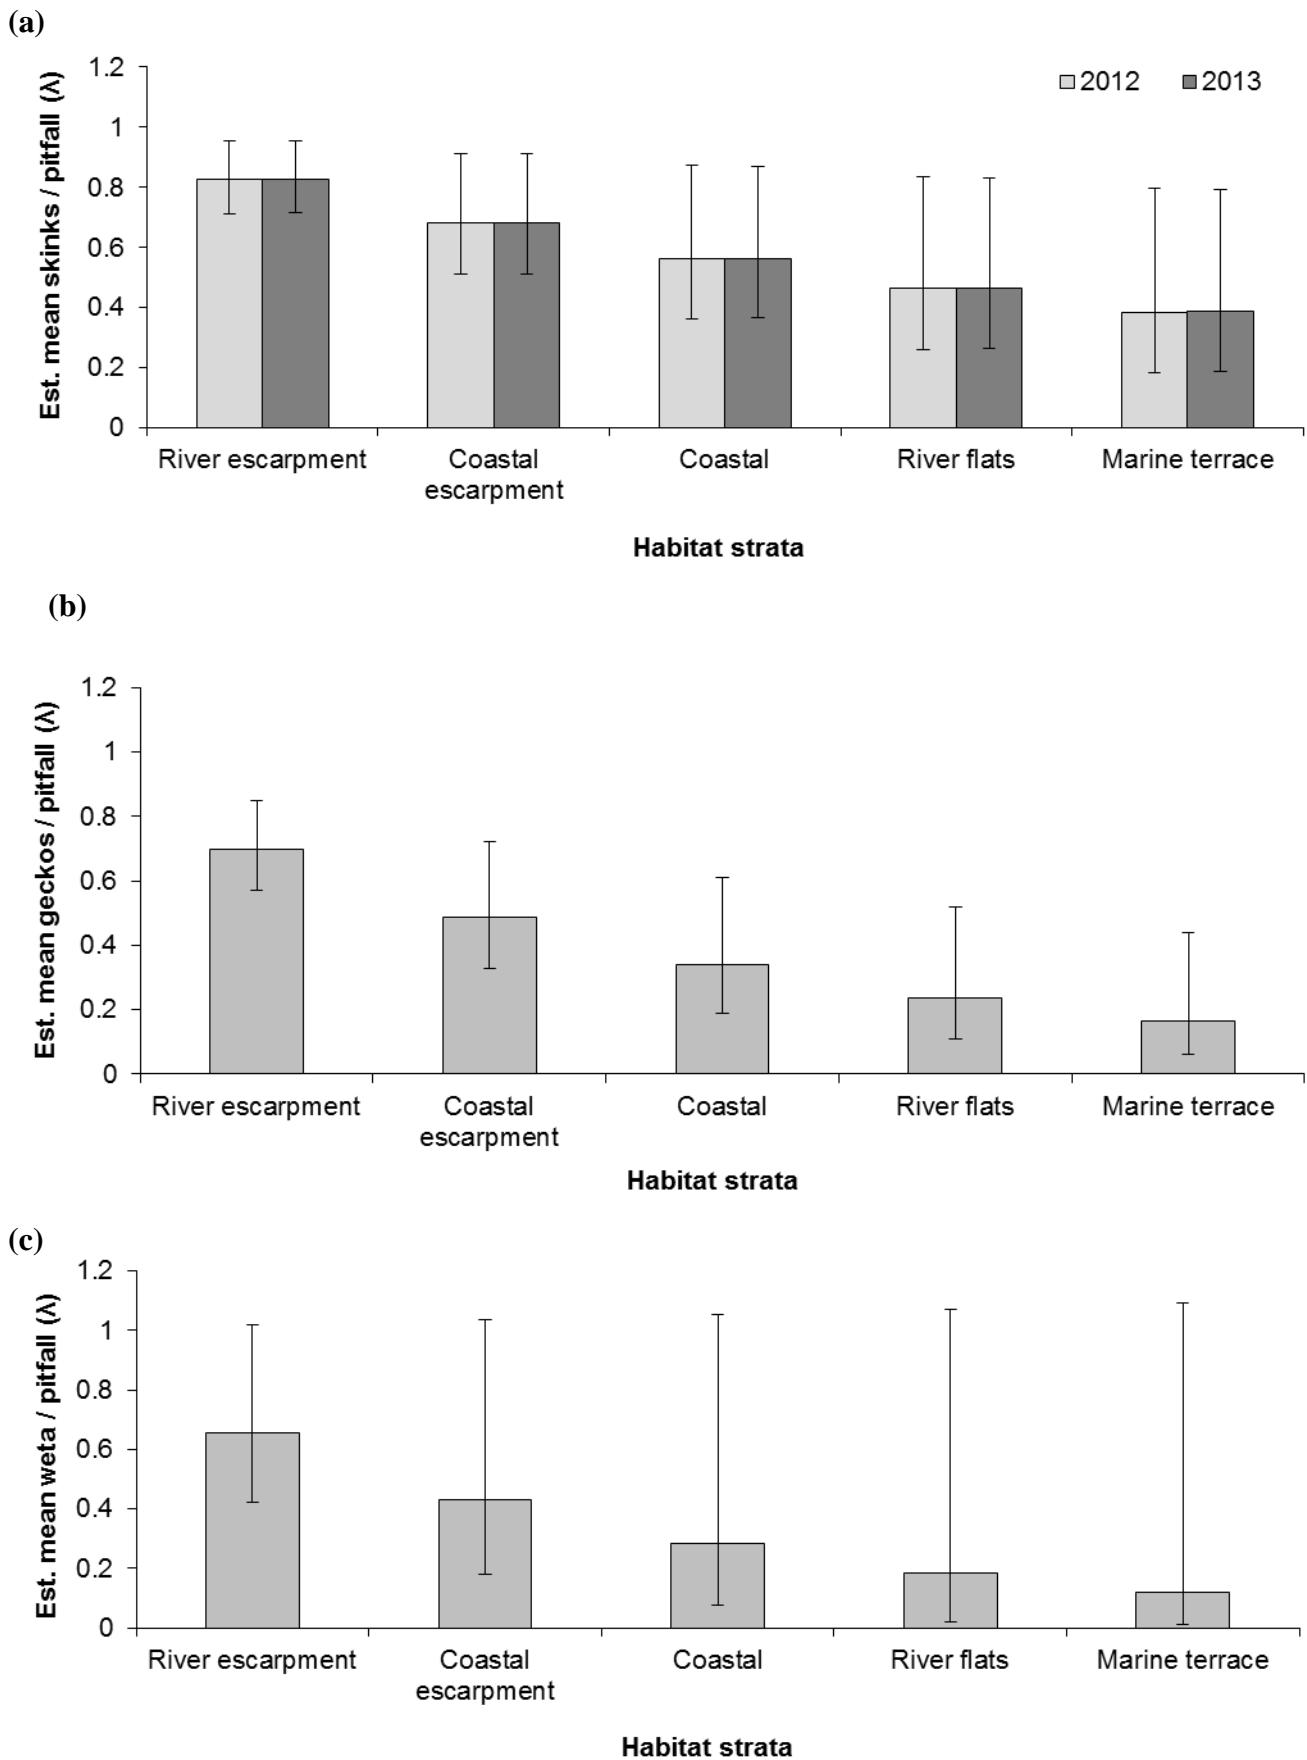 (a)
Est. mean skinks / pitfall (λ)
1.2
1
0.8
0.6
0.4
0.2
0
2012 2013
River escarpment
Coastal
escarpment
Coastal
River flats
Marine terrace
Habitat strata
(b)
Est. mean geckos / pitfall (λ)
1.2
1
0.8
0.6
0.4
0.2
0
River escarpment
Coastal
escarpment
Coastal
River flats
Marine terrace
Habitat strata
(c)
Est. mean weta / pitfall (λ)
1.2
1
0.8
0.6
0.4
0.2
0
River escarpment
Coastal
escarpment
Coastal
River flats
Marine terrace
Habitat strata